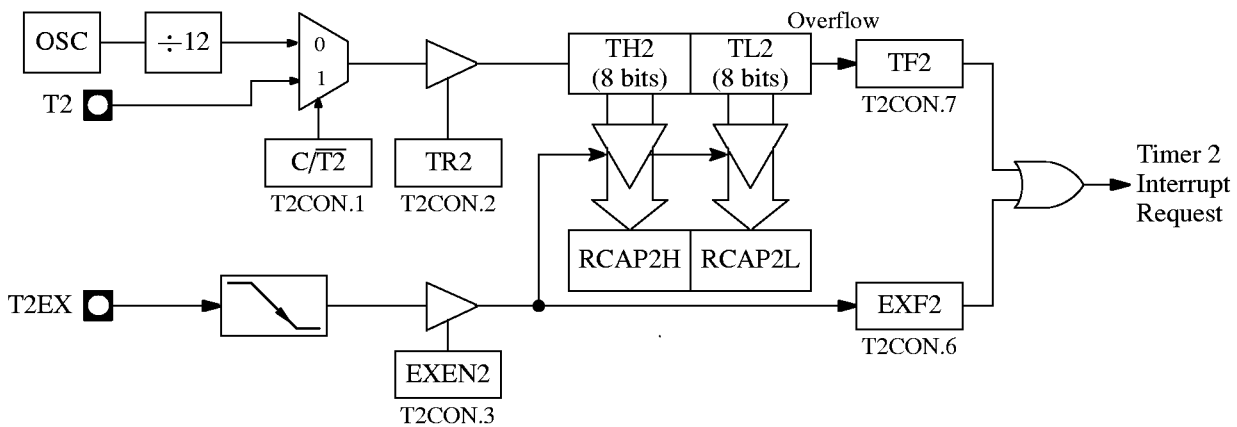 Overflow
OSC
÷12
0
1
T2
TH2
(8 bits)
TL2
(8 bits)
TF2
T2CON.7
C/T̅2̅
T2CON.1
TR2
T2CON.2
Timer 2
Interrupt
Request
RCAP2H
RCAP2L
T2EX
EXF2
T2CON.6
EXEN2
T2CON.3